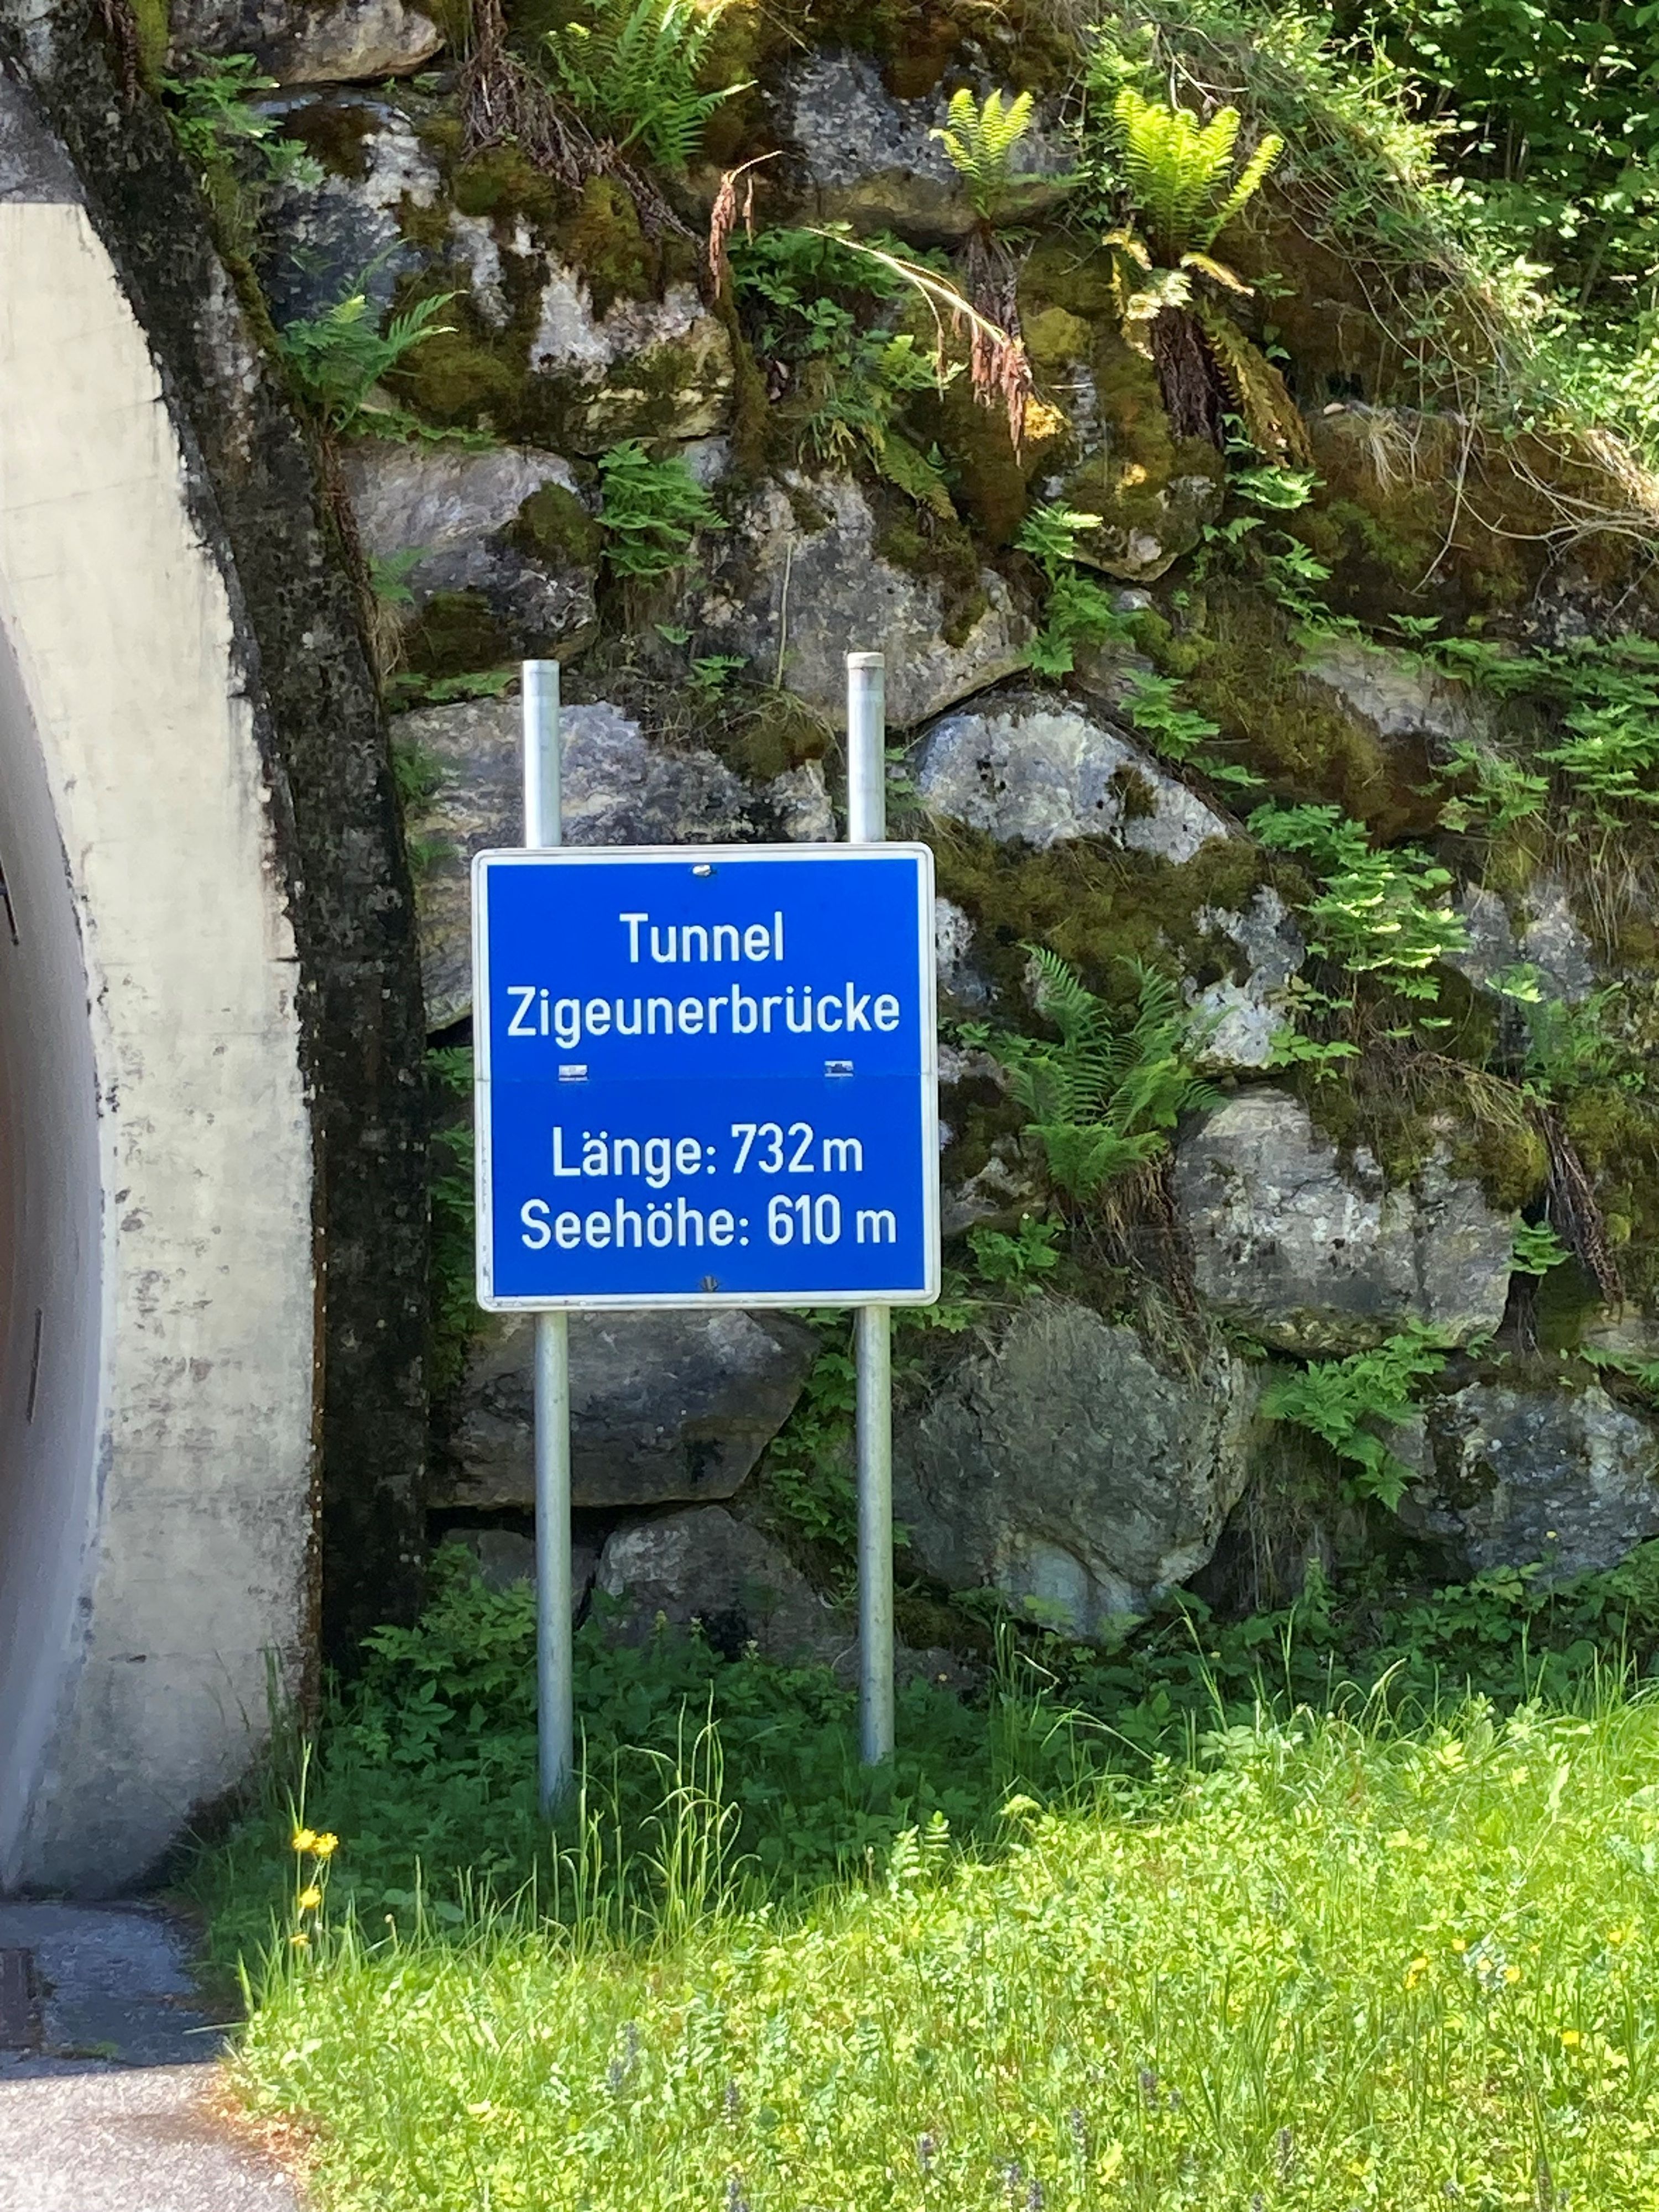 Tunnel
Zigeunerbrücke
Länge: 732 m
Seehöhe: 610 m